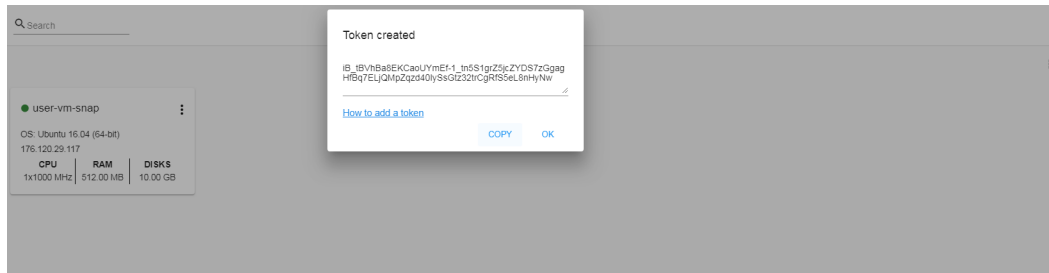 Search
Token created
iB_tBVhBa8EKCaoUYmEf-1_tn5S1grZ5jcZYDS7zGgag
HfBq7ELjQMpZqzd40IySsGtz32trCgRfS5eL8nHyNw
How to add a token
COPY OK
user-vm-snap
OS: Ubuntu 16.04 (64-bit)
176.120.29.117
CPU RAM DISKS
1x1000 MHz 512.00 MB 10.00 GB